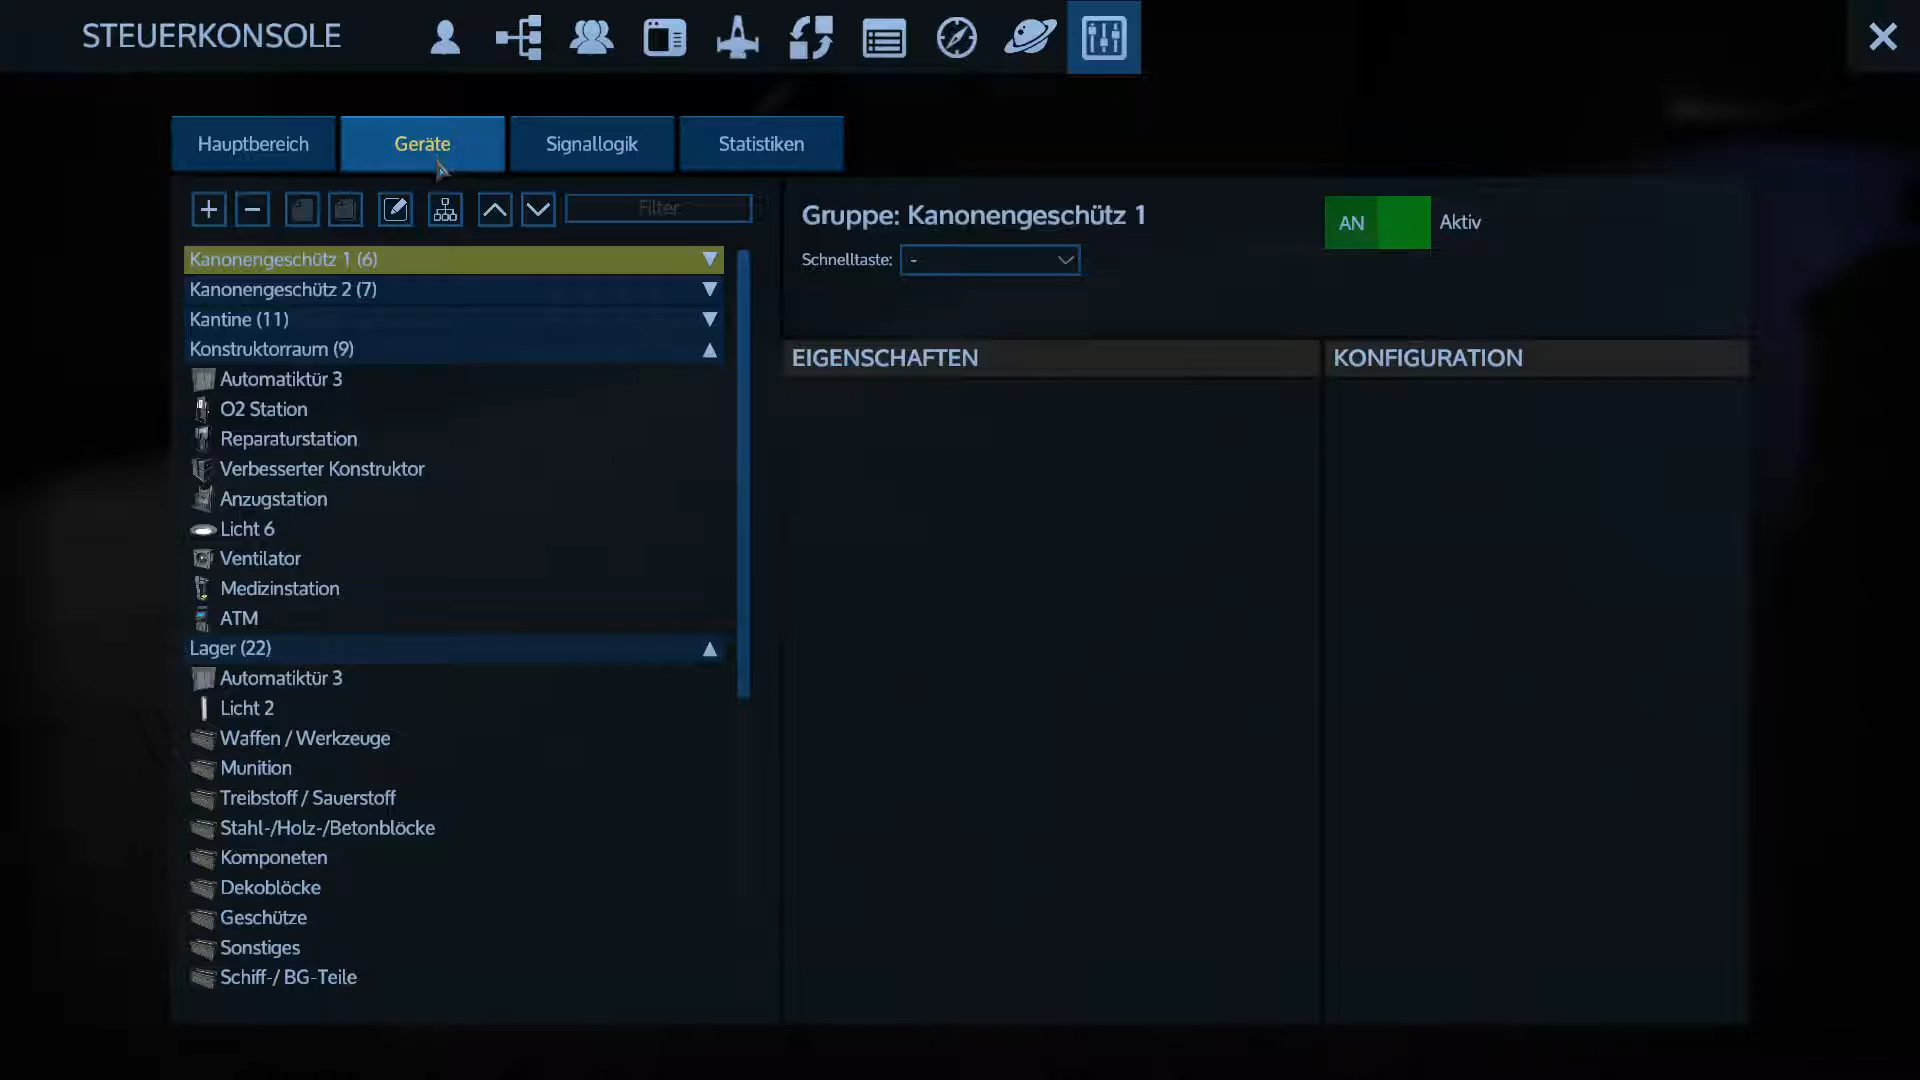 STEUERKONSOLE
Hauptbereich
Geräte
Signallogik
Statistiken
Filter
Kanonengeschütz 1 (6)
Kanonengeschütz 2 (7)
Kantine (11)
Konstruktorraum (9)
Automatiktür 3
O2 Station
Reparaturstation
Verbesserter Konstruktor
Anzugstation
Licht 6
Ventilator
Medizinstation
ATM
Lager (22)
Automatiktür 3
Licht 2
Waffen / Werkzeuge
Munition
Treibstoff / Sauerstoff
Stahl-/Holz-/Betonblöcke
Komponeten
Dekoblöcke
Geschütze
Sonstiges
Schiff-/ BG-Teile
Gruppe: Kanonengeschütz 1
Schnelltaste: -
AN Aktiv
EIGENSCHAFTEN
KONFIGURATION